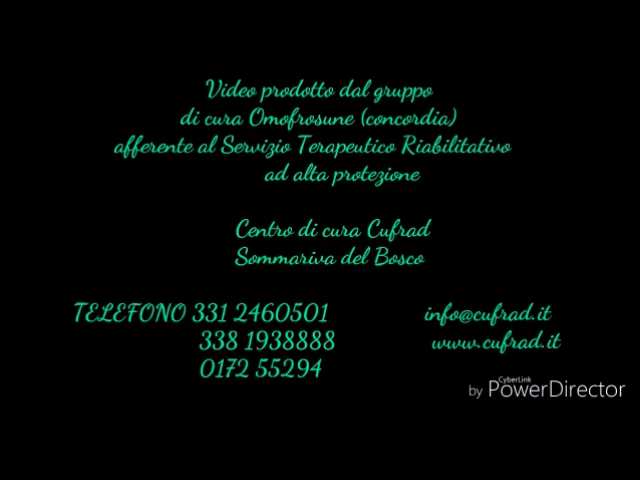 Video prodotto dal gruppo
di cura Omofrosune (concordia)
afferente al Servizio Terapeutico Riabilitativo
ad alta protezione
Centro di cura Cufrad
Sommariva del Bosco
TELEFONO 331 2460501
338 1938888
0172 55294
info@cufrad.it
www.cufrad.it
by CyberLink PowerDirector